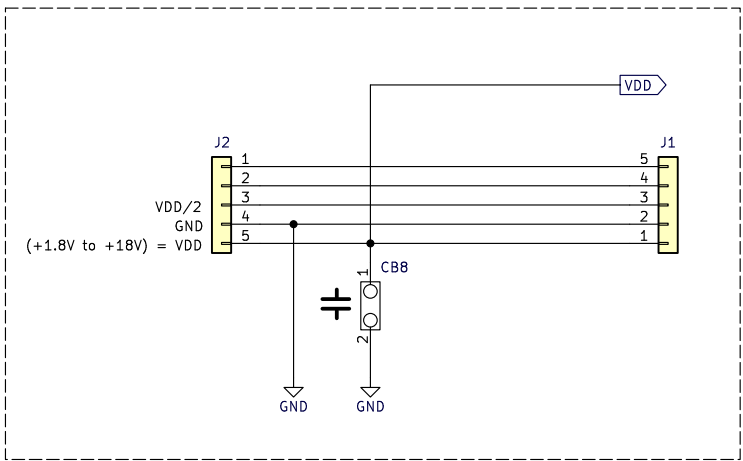 VDD
J2
J1
1
5
2
4
3
3
VDD/2
4
2
GND
5
1
(+1.8V to +18V) = VDD
CB8
1
2
GND
GND